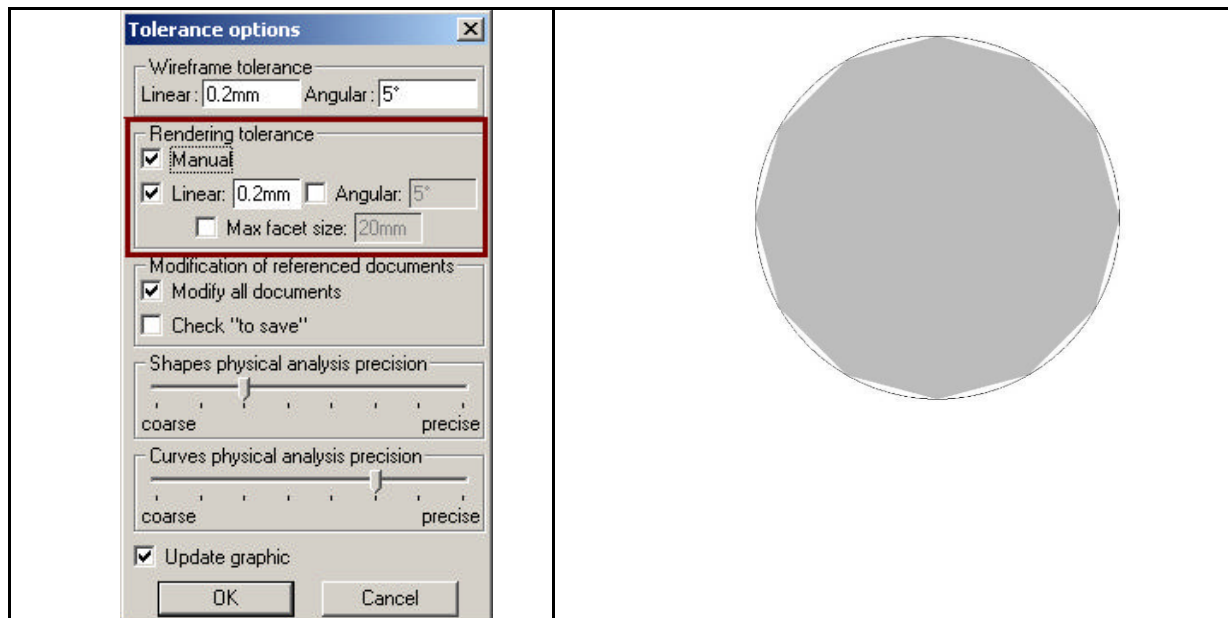 Tolerance options
Wireframe tolerance
Linear: 0.2mm Angular: 5°
Rendering tolerance
Manual
Linear: 0.2mm Angular: 5°
Max facet size: 20mm
Modification of referenced documents
Modify all documents
Check "to save"
Shapes physical analysis precision
coarse precise
Curves physical analysis precision
coarse precise
Update graphic
OK Cancel